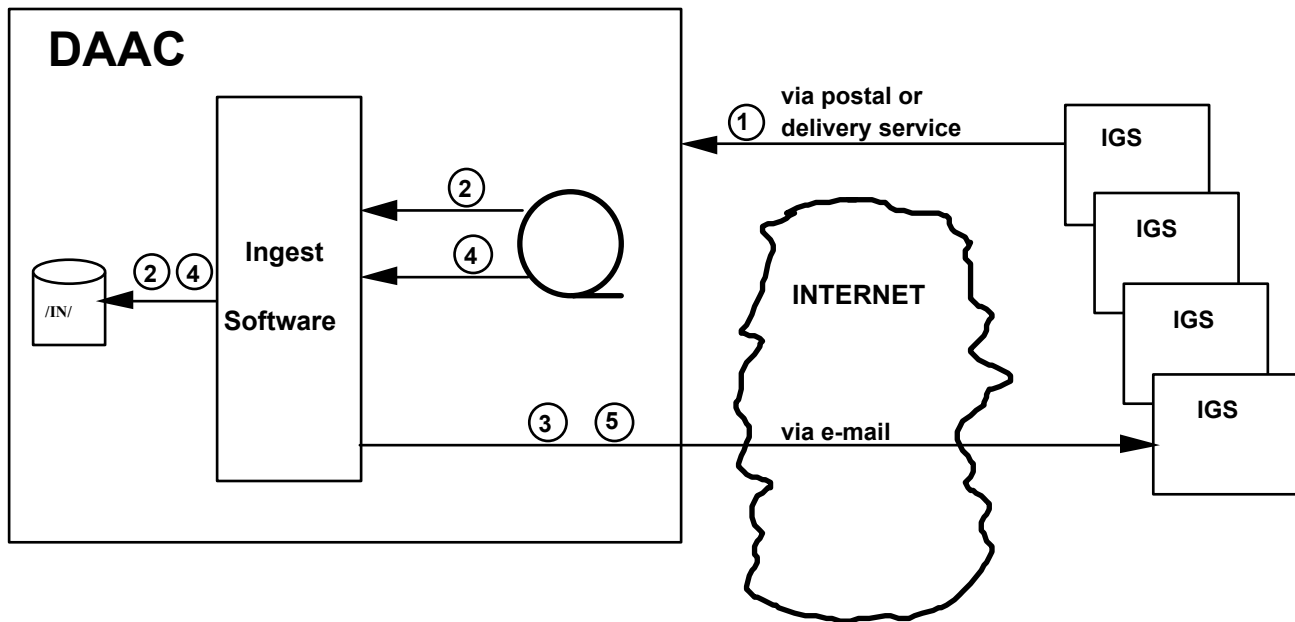 DAAC
① via postal or
delivery service
IGS
IGS
IGS
IGS
②
④
Ingest
Software
② ④
/IN/
INTERNET
③ ⑤
via e-mail